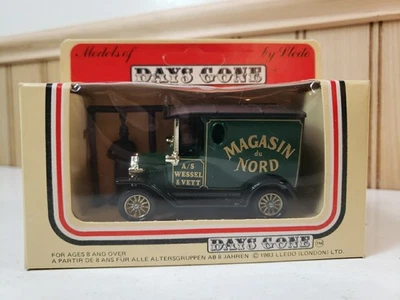 Models of by Lledo
DAYS GONE
MAGASIN
du
NORD
A/S
WESSEL
& VETT
FOR AGES 8 AND OVER
A PARTIR DE 8 ANS FÜR ALLE ALTERSGRUPPEN AB 8 JAHREN © 1983 LLEDO (LONDON) LTD.
DAYS GONE
TM